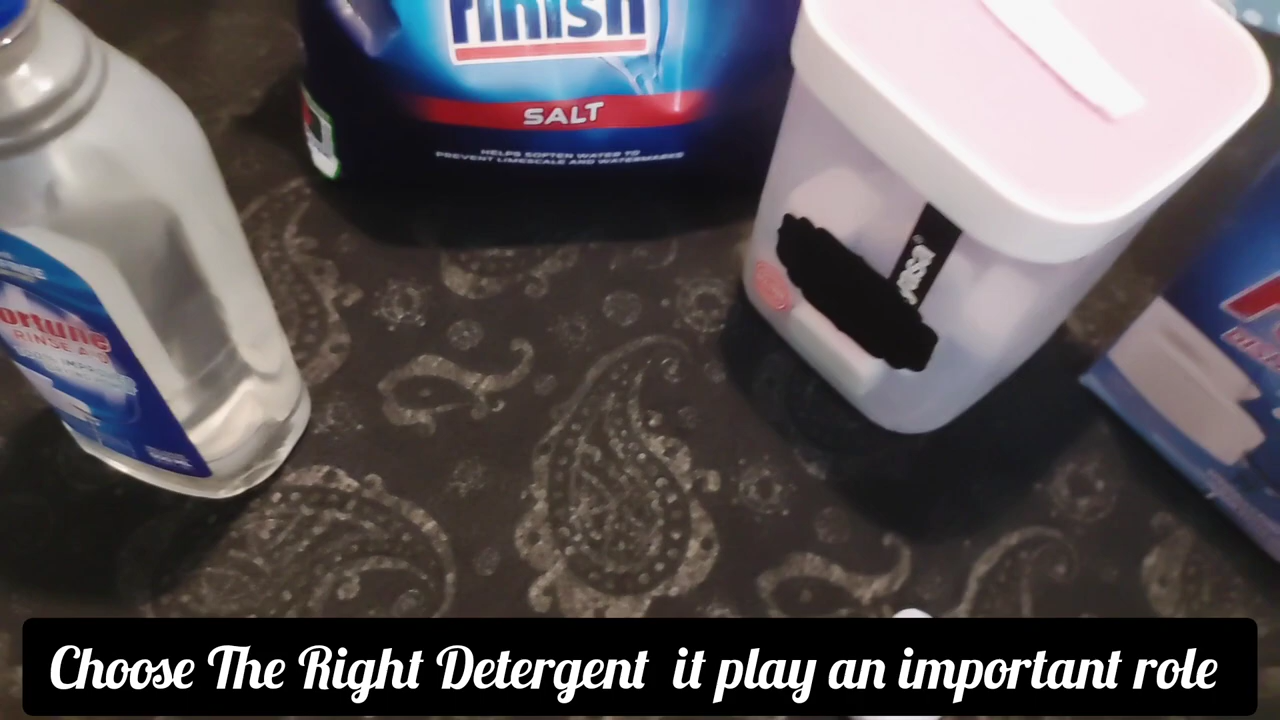 finish
SALT
HELPS SOFTEN WATER TO
PREVENT LIMESCALE AND WATERMARKS
ortune
RINSE AID
Choose The Right Detergent it play an important role